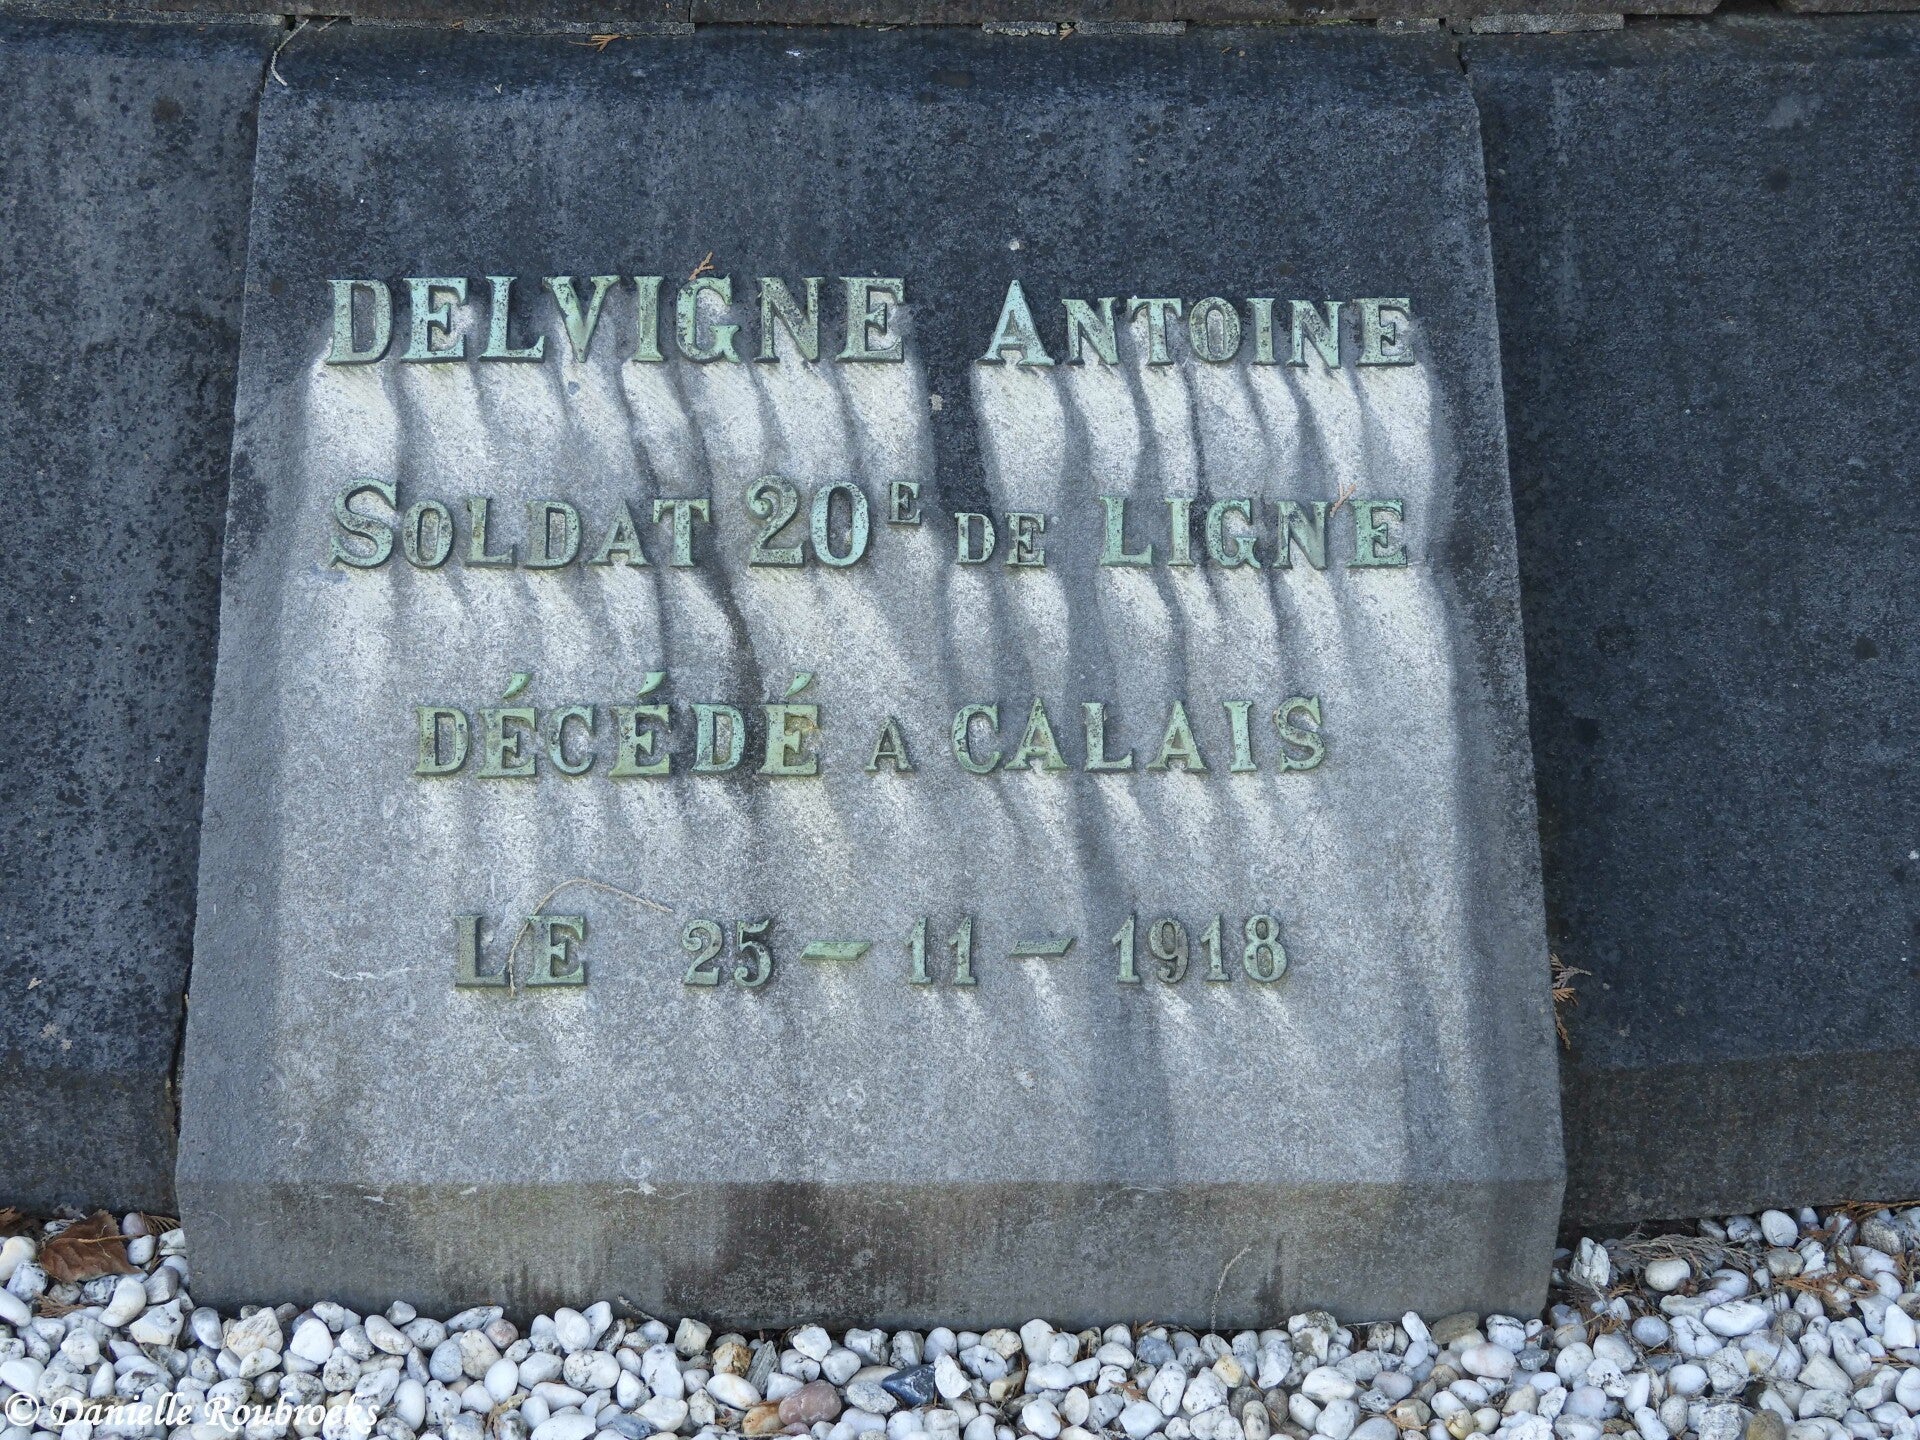 DELVIGNE ANTOINE
SOLDAT 20E DE LIGNE
DÉCÉDÉ A CALAIS
LE 25-11-1918
© Danielle Roubroeks